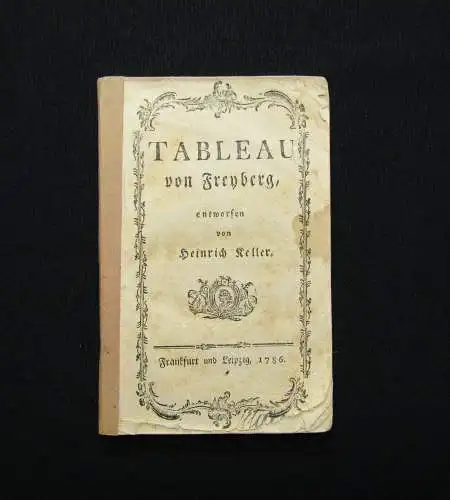 TABLEAU
von Freyberg,
entworfen
von
Heinrich Keller.
Frankfurt und Leipzig, 1786.